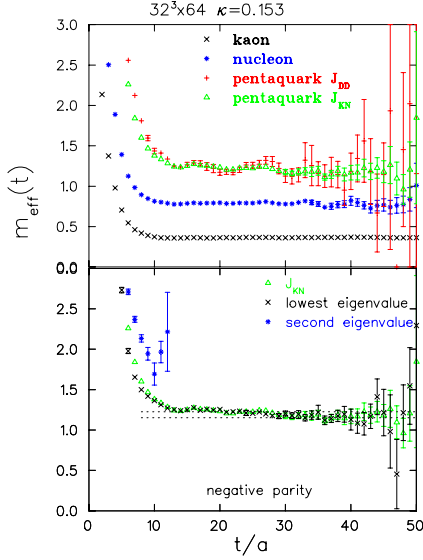 32³x64 κ=0.153
3.0
2.5
2.0
1.5
1.0
0.5
0.0
kaon
nucleon
pentaquark J_DD
pentaquark J_KN
m_eff(t)
0.0
2.5
2.0
1.5
1.0
0.5
0.0
J_KN
lowest eigenvalue
second eigenvalue
negative parity
0 10 20 30 40 50
t/a